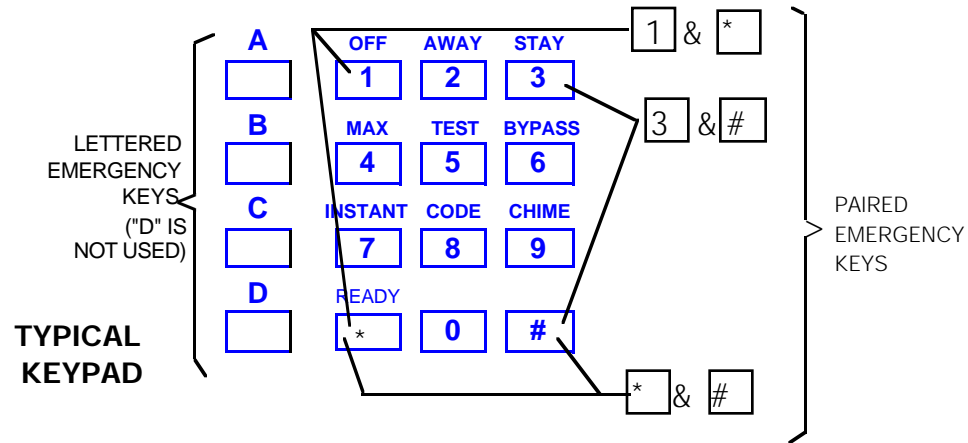 A OFF AWAY STAY 1 & *
1 2 3
B MAX TEST BYPASS 3 & #
4 5 6
LETTERED
EMERGENCY
KEYS
("D" IS
NOT USED)
C INSTANT CODE CHIME
7 8 9
PAIRED
EMERGENCY
KEYS
D READY
* 0 #
TYPICAL
KEYPAD
* & #